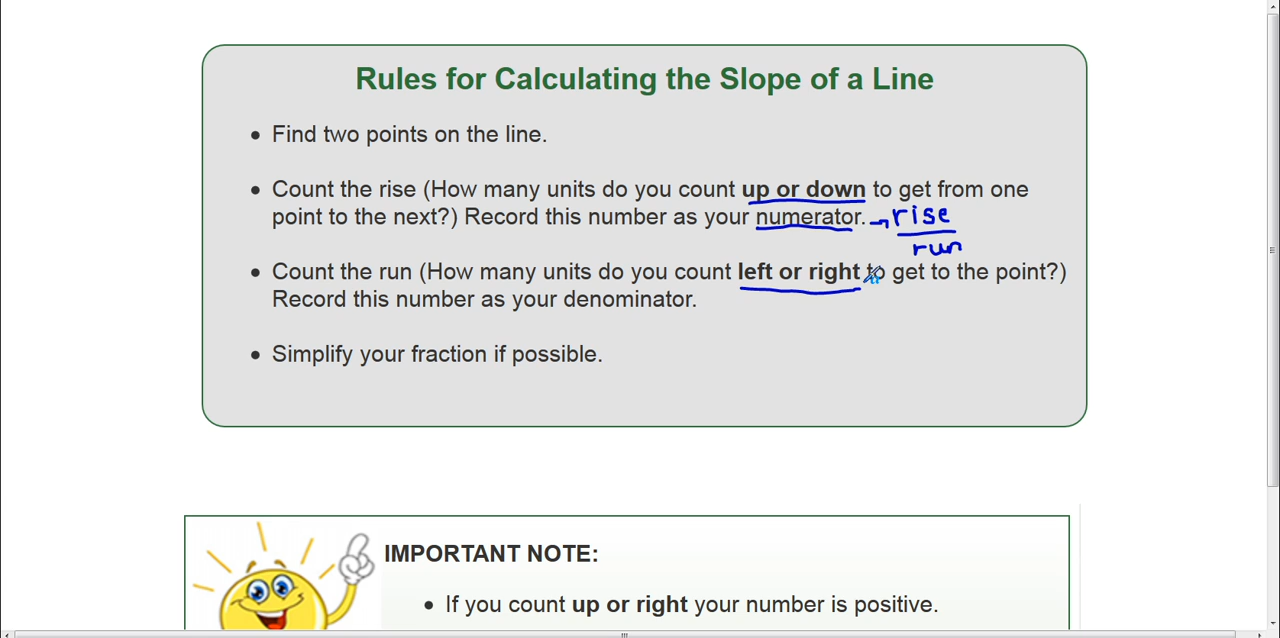 Rules for Calculating the Slope of a Line
• Find two points on the line.
• Count the rise (How many units do you count up or down to get from one
point to the next?) Record this number as your numerator. → rise
run
• Count the run (How many units do you count left or right to get to the point?)
Record this number as your denominator.
• Simplify your fraction if possible.
IMPORTANT NOTE:
• If you count up or right your number is positive.